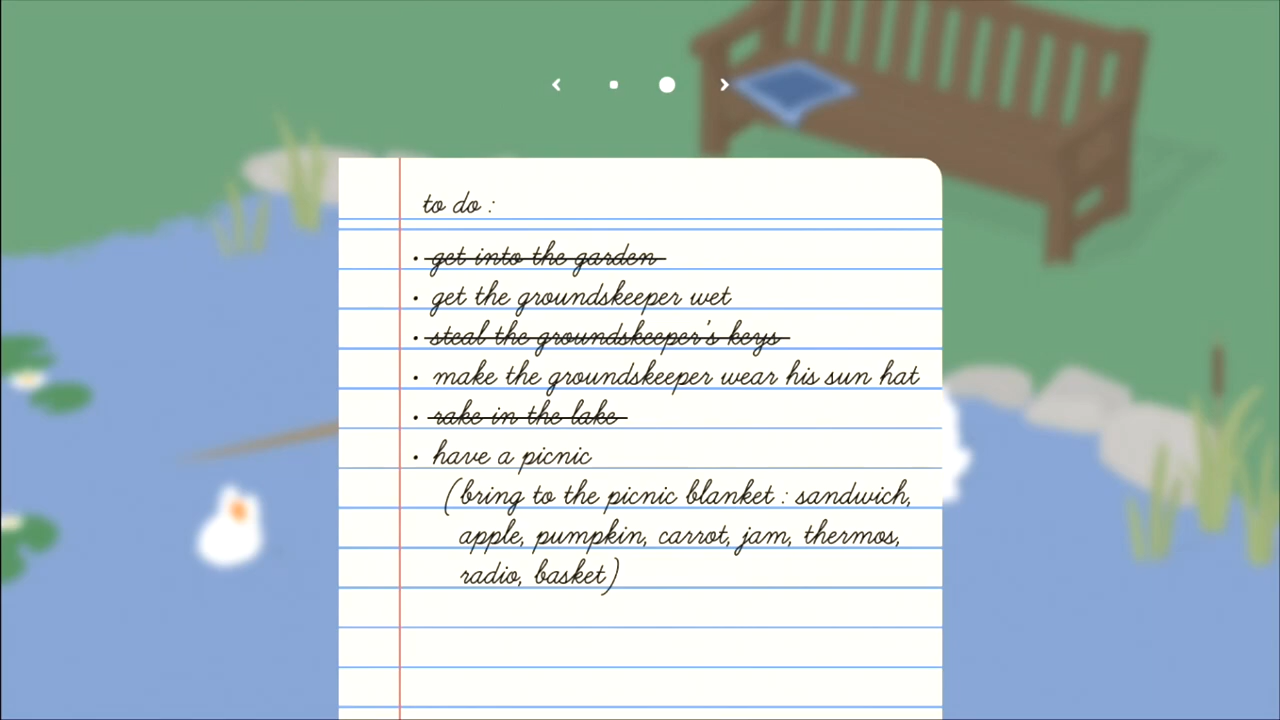 to do :
• get into the garden
• get the groundskeeper wet
• steal the groundskeeper's keys
• make the groundskeeper wear his sun hat
• rake in the lake
• have a picnic
(bring to the picnic blanket : sandwich,
apple, pumpkin, carrot, jam, thermos,
radio, basket)